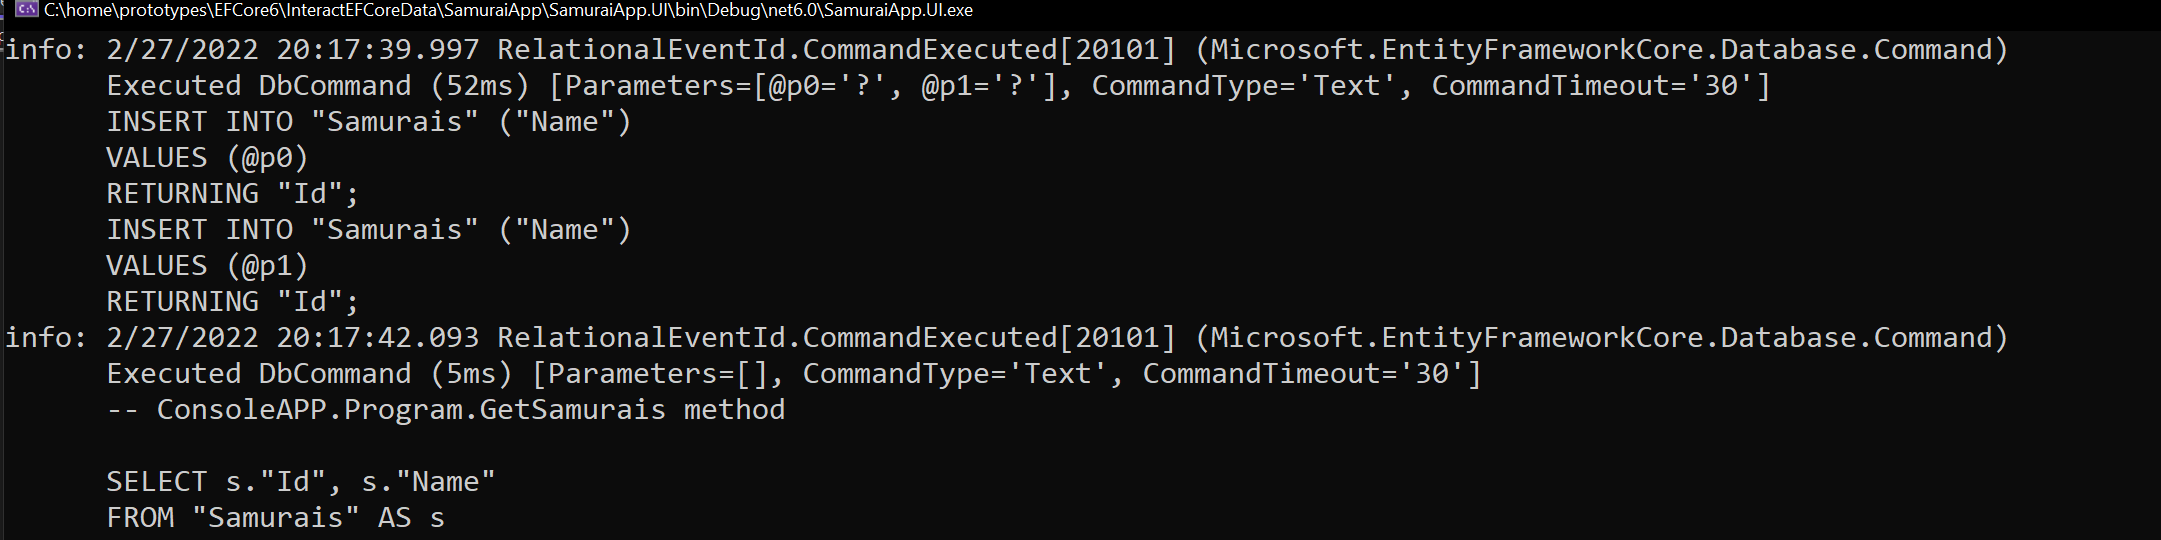 C:\home\prototypes\EFCore6\InteractEFCoreData\SamuraiApp\SamuraiApp.UI\bin\Debug\net6.0\SamuraiApp.UI.exe
info: 2/27/2022 20:17:39.997 RelationalEventId.CommandExecuted[20101] (Microsoft.EntityFrameworkCore.Database.Command)
Executed DbCommand (52ms) [Parameters=[@p0='?', @p1='?'], CommandType='Text', CommandTimeout='30']
INSERT INTO "Samurais" ("Name")
VALUES (@p0)
RETURNING "Id";
INSERT INTO "Samurais" ("Name")
VALUES (@p1)
RETURNING "Id";
info: 2/27/2022 20:17:42.093 RelationalEventId.CommandExecuted[20101] (Microsoft.EntityFrameworkCore.Database.Command)
Executed DbCommand (5ms) [Parameters=[], CommandType='Text', CommandTimeout='30']
-- ConsoleAPP.Program.GetSamurais method
SELECT s."Id", s."Name"
FROM "Samurais" AS s